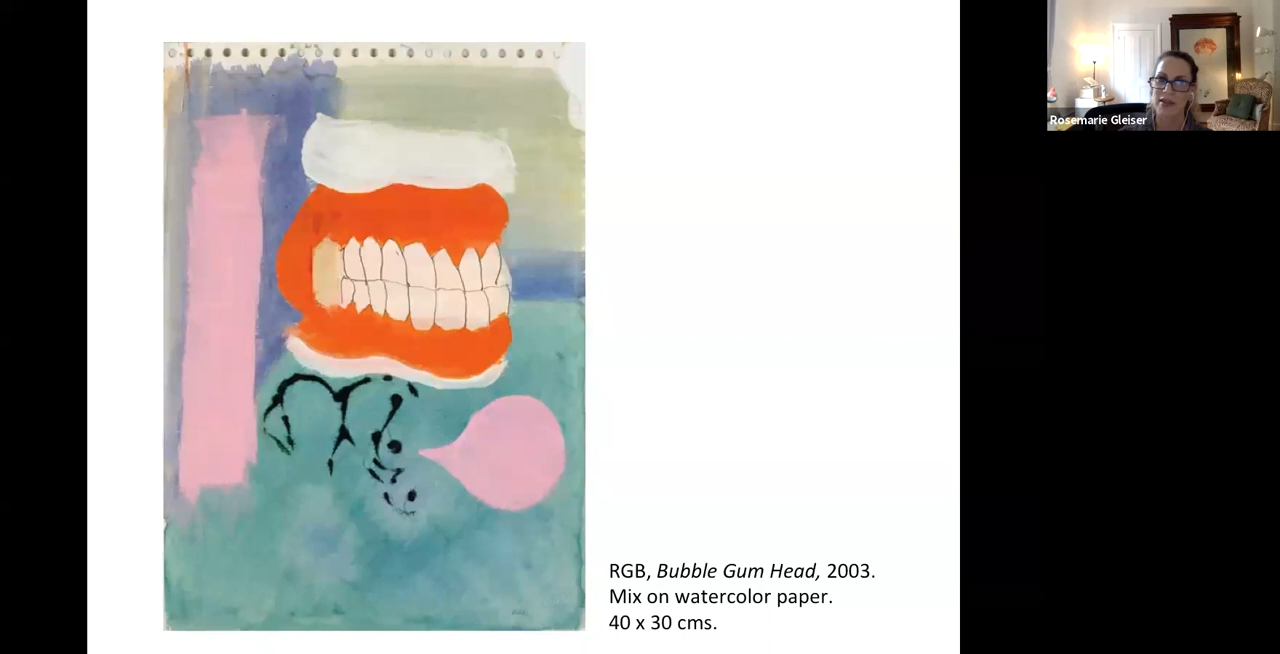 Rosemarie Gleiser
RGB, Bubble Gum Head, 2003.
Mix on watercolor paper.
40 x 30 cms.